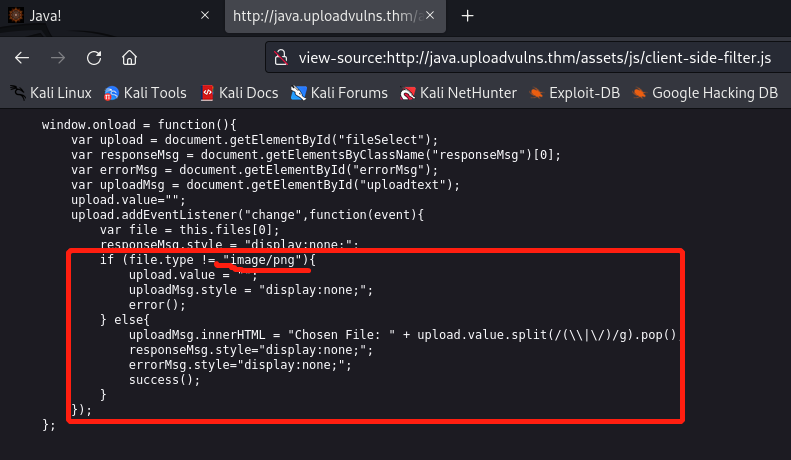 Java!
http://java.uploadvulns.thm/a
view-source:http://java.uploadvulns.thm/assets/js/client-side-filter.js
Kali Linux Kali Tools Kali Docs Kali Forums Kali NetHunter Exploit-DB Google Hacking DB
window.onload = function(){
var upload = document.getElementById("fileSelect");
var responseMsg = document.getElementsByClassName("responseMsg")[0];
var errorMsg = document.getElementById("errorMsg");
var uploadMsg = document.getElementById("uploadtext");
upload.value="";
upload.addEventListener("change",function(event){
var file = this.files[0];
responseMsg.style = "display:none;";
if (file.type != "image/png"){
upload.value = "";
uploadMsg.style = "display:none;";
error();
} else{
uploadMsg.innerHTML = "Chosen File: " + upload.value.split(/(\\|\/)/g).pop()
responseMsg.style="display:none;";
errorMsg.style="display:none;";
success();
}
});
};